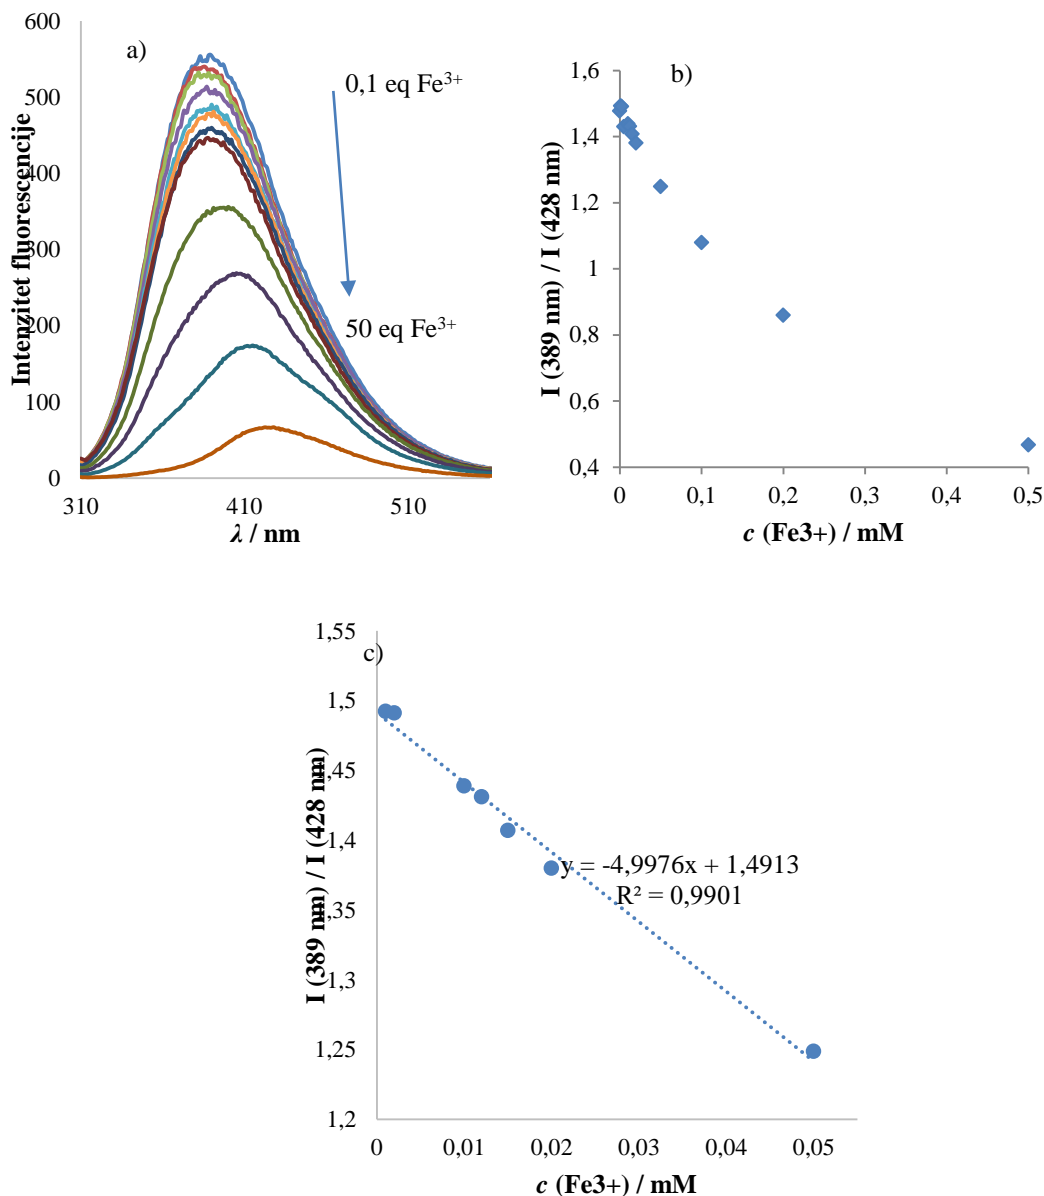 a)
600
500
400
300
200
100
0
310
410
510
Intenzitet fluorescencije
λ / nm
0,1 eq Fe³⁺
50 eq Fe³⁺
b)
1,6
1,4
1,2
1
0,8
0,6
0,4
0
0,1
0,2
0,3
0,4
0,5
I (389 nm) / I (428 nm)
c (Fe3+) / mM
c)
1,55
1,5
1,45
1,4
1,35
1,3
1,25
1,2
0
0,01
0,02
0,03
0,04
0,05
I (389 nm) / I (428 nm)
c (Fe3+) / mM
y = -4,9976x + 1,4913
R² = 0,9901